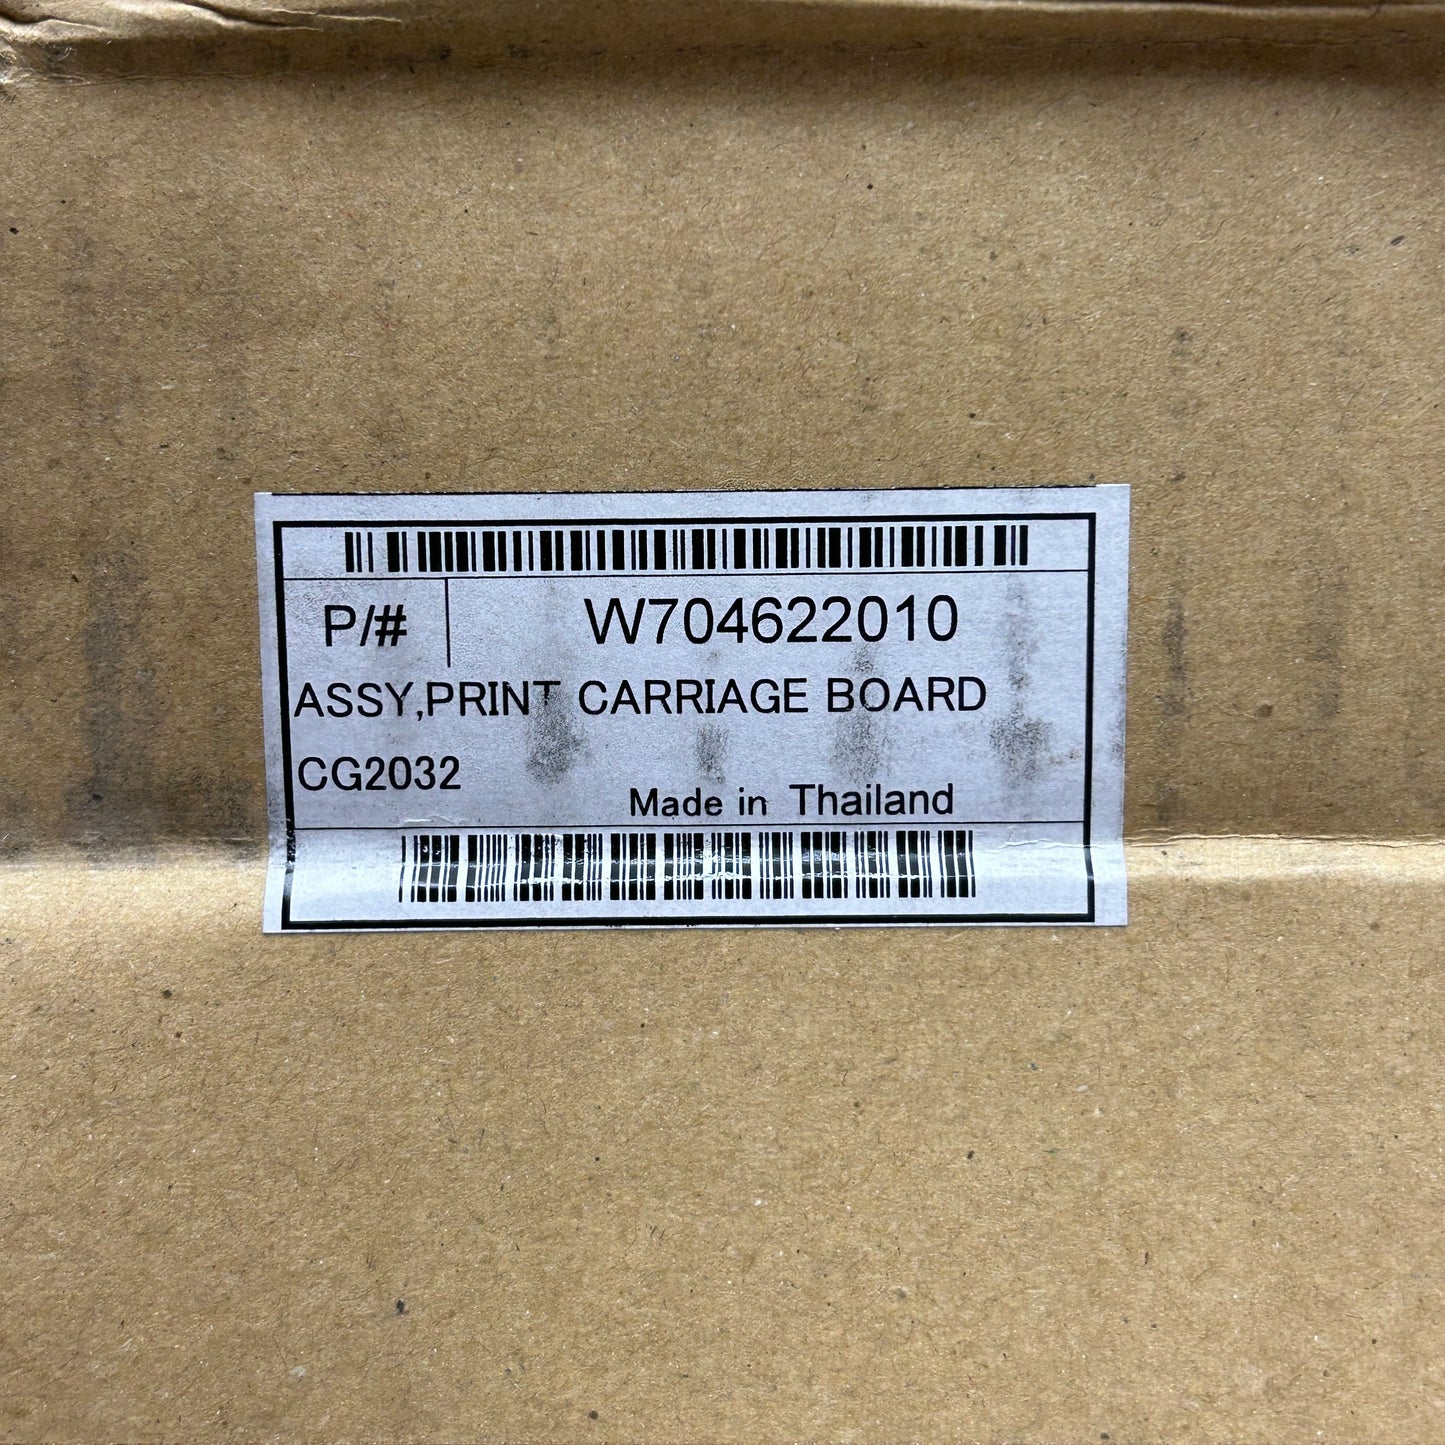 P/# W704622010
ASSY,PRINT CARRIAGE BOARD
CG2032
Made in Thailand